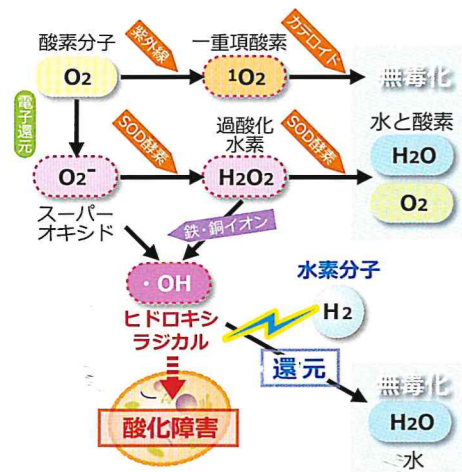 酸素分子
O2
紫外線
一重項酸素
¹O2
カテロイド
無毒化
電子還元
O2⁻
スーパー
オキシド
SOD酵素
過酸化
水素
H2O2
SOD酵素
水と酸素
H2O
O2
鉄・銅イオン
・OH
ヒドロキシ
ラジカル
水素分子
H2
還元
酸化障害
無毒化
H2O
水